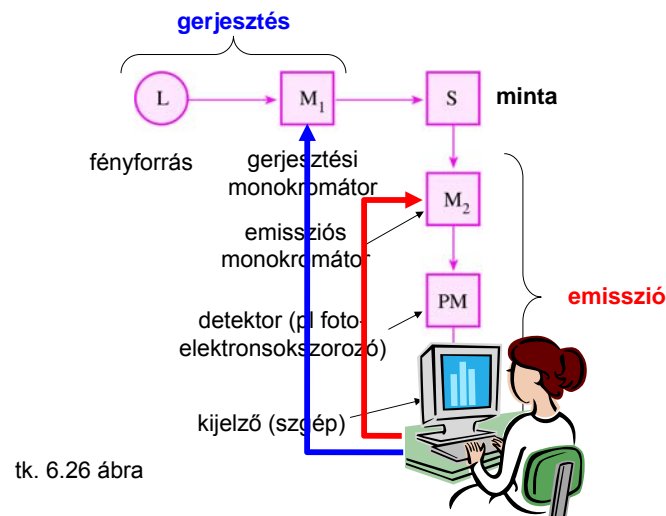 gerjesztés
L
M1
S
minta
fényforrás
gerjesztési
monokromátor
M2
emissziós
monokromátor
PM
emisszió
detektor (pl foto-
elektronsokszorozó)
kijelző (szgép)
tk. 6.26 ábra